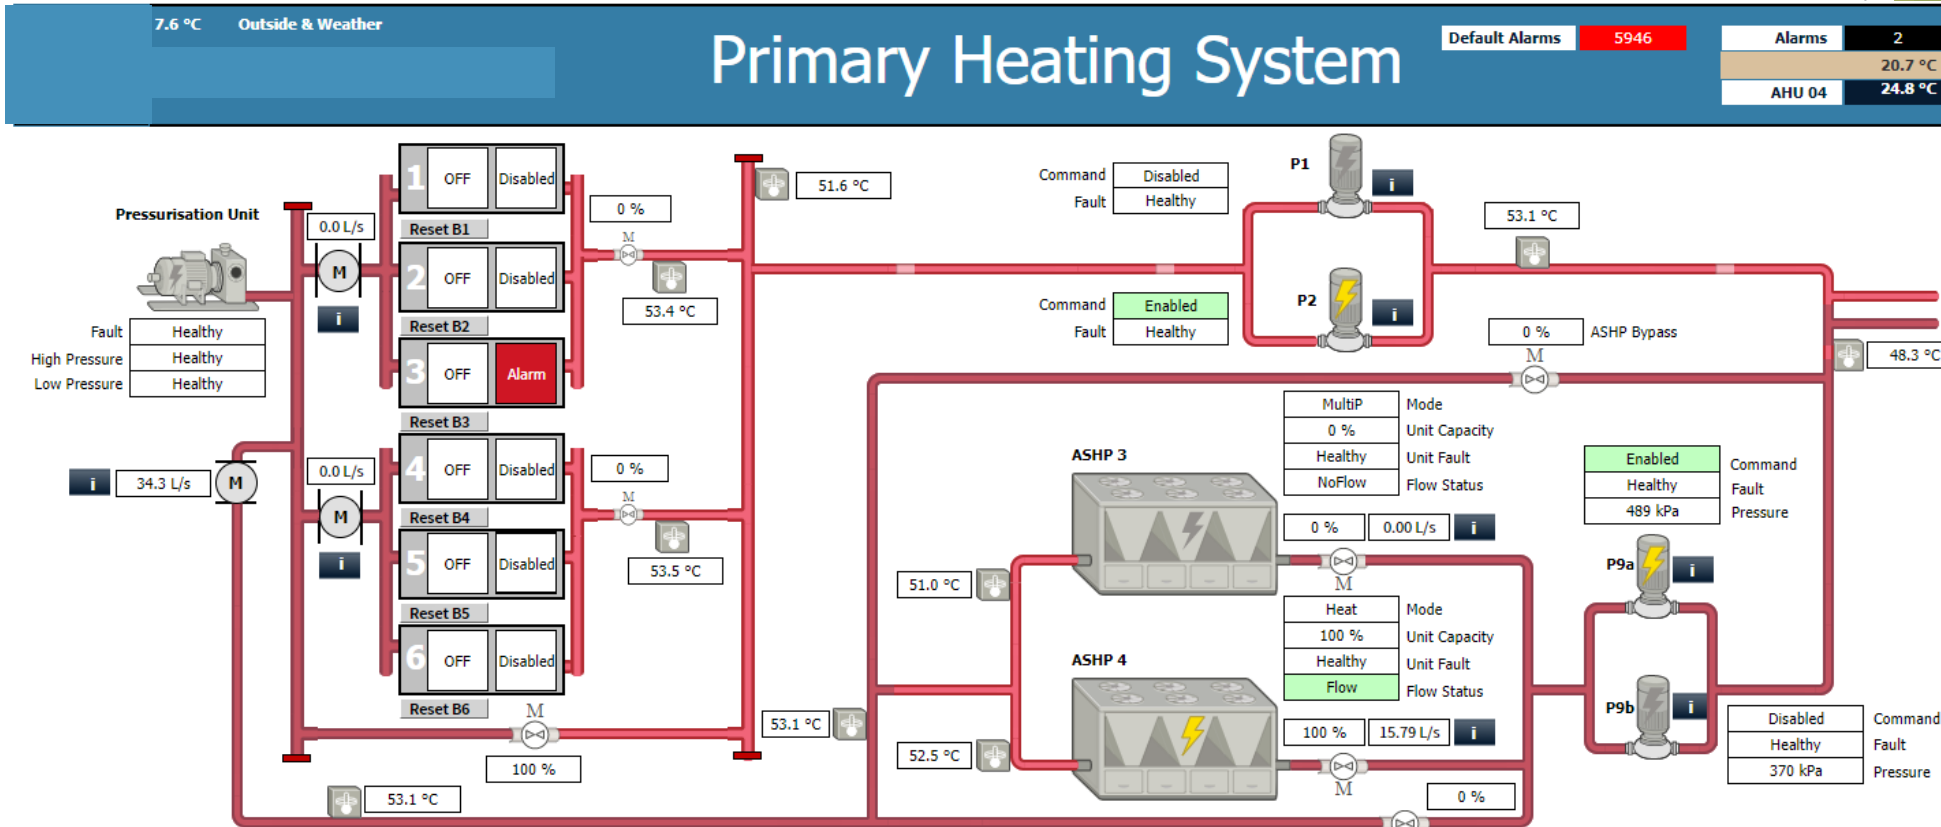 7.6 °C Outside & Weather
Primary Heating System
Default Alarms 5946
Alarms 2
20.7 °C
AHU 04 24.8 °C
Pressurisation Unit
Fault Healthy
High Pressure Healthy
Low Pressure Healthy
i 34.3 L/s M
0.0 L/s
M
i
0.0 L/s
M
i
1 OFF Disabled
Reset B1
2 OFF Disabled
Reset B2
3 OFF Alarm
Reset B3
4 OFF Disabled
Reset B4
5 OFF Disabled
Reset B5
6 OFF Disabled
Reset B6
0 %
M
53.4 °C
0 %
M
53.5 °C
M
100 %
53.1 °C
51.6 °C
Command Disabled
Fault Healthy
P1
i
Command Enabled
Fault Healthy
P2
i
53.1 °C
0 % ASHP Bypass
M
48.3 °C
ASHP 3
MultiP Mode
0 % Unit Capacity
Healthy Unit Fault
NoFlow Flow Status
0 % 0.00 L/s i
M
51.0 °C
ASHP 4
Heat Mode
100 % Unit Capacity
Healthy Unit Fault
Flow Flow Status
100 % 15.79 L/s i
M
52.5 °C
53.1 °C
0 %
Enabled Command
Healthy Fault
489 kPa Pressure
P9a
i
P9b
i
Disabled Command
Healthy Fault
370 kPa Pressure